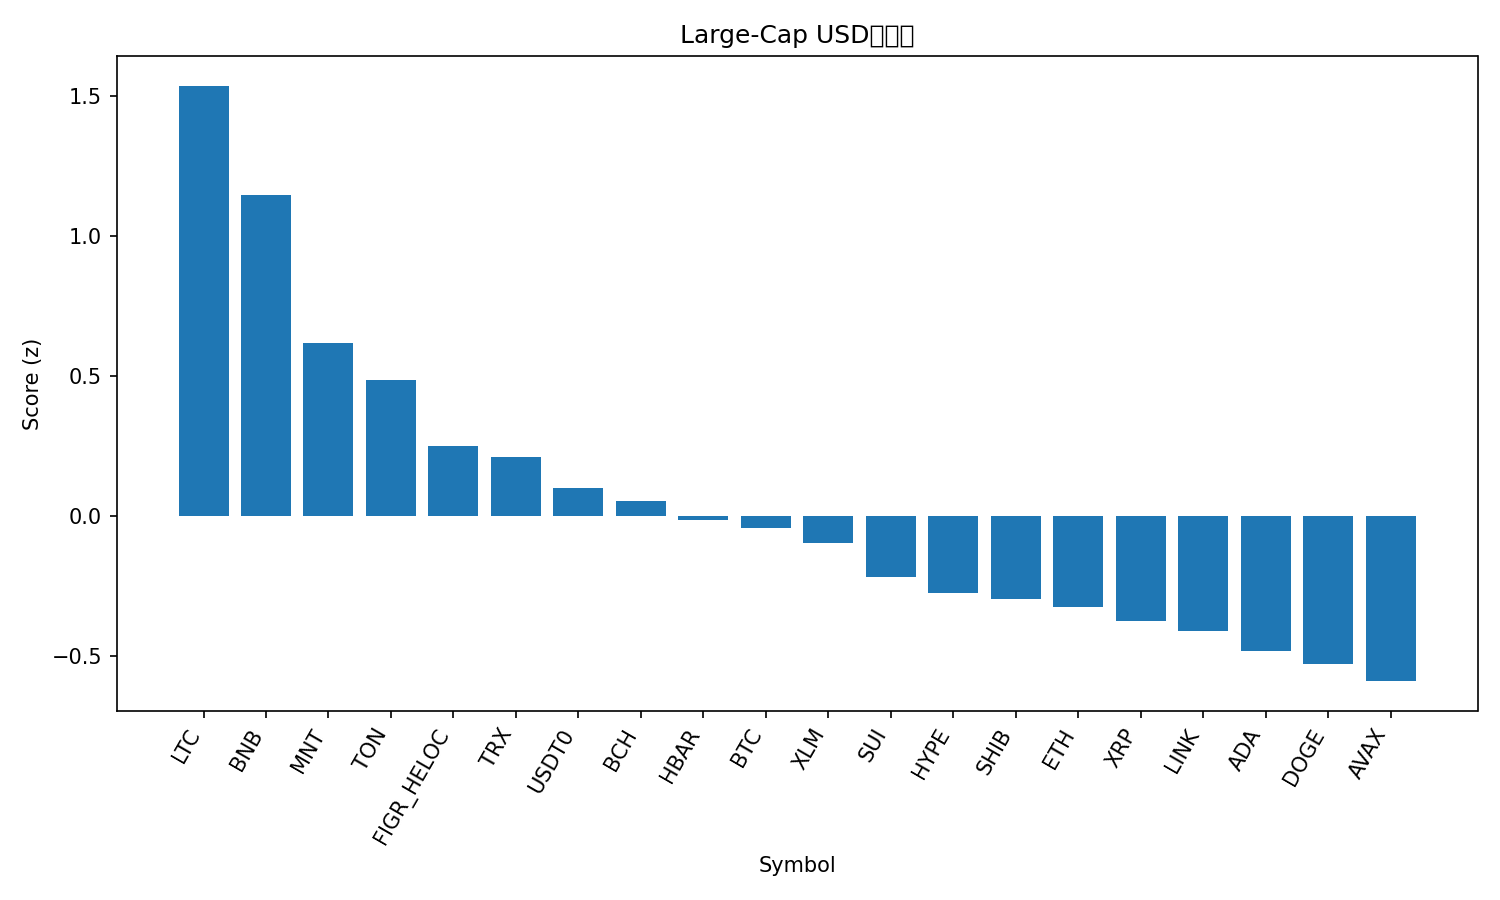 Large-Cap USD
Score (z)
1.5
1.0
0.5
0.0
−0.5
LTC
BNB
MNT
TON
FIGR_HELOC
TRX
USDT0
BCH
HBAR
BTC
XLM
SUI
HYPE
SHIB
ETH
XRP
LINK
ADA
DOGE
AVAX
Symbol